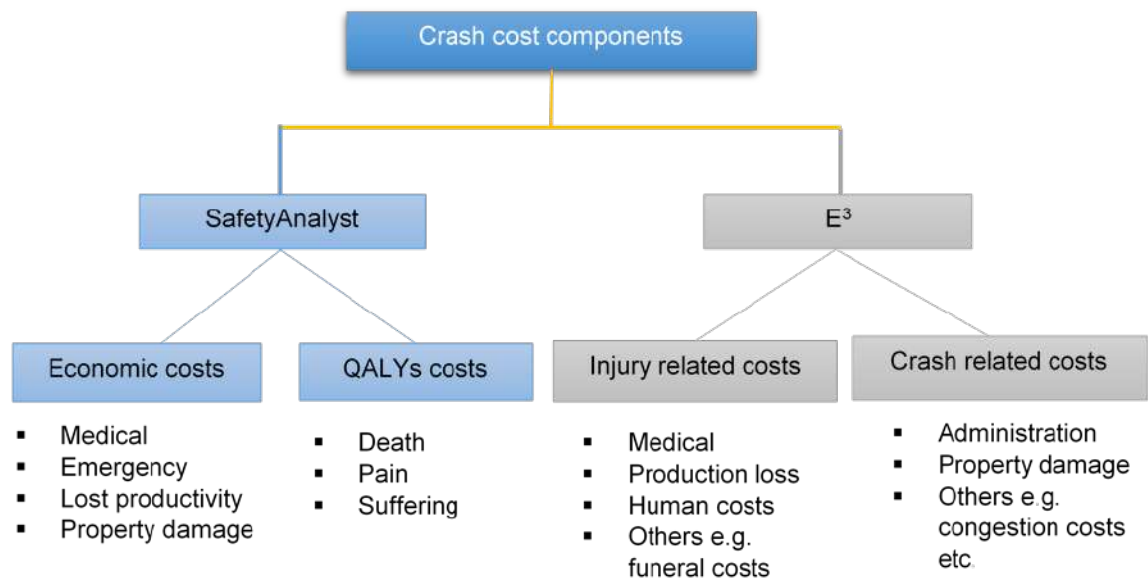 Crash cost components
SafetyAnalyst
E³
Economic costs
QALYs costs
Injury related costs
Crash related costs
▪ Medical
▪ Emergency
▪ Lost productivity
▪ Property damage
▪ Death
▪ Pain
▪ Suffering
▪ Medical
▪ Production loss
▪ Human costs
▪ Others e.g.
funeral costs
▪ Administration
▪ Property damage
▪ Others e.g.
congestion costs
etc.